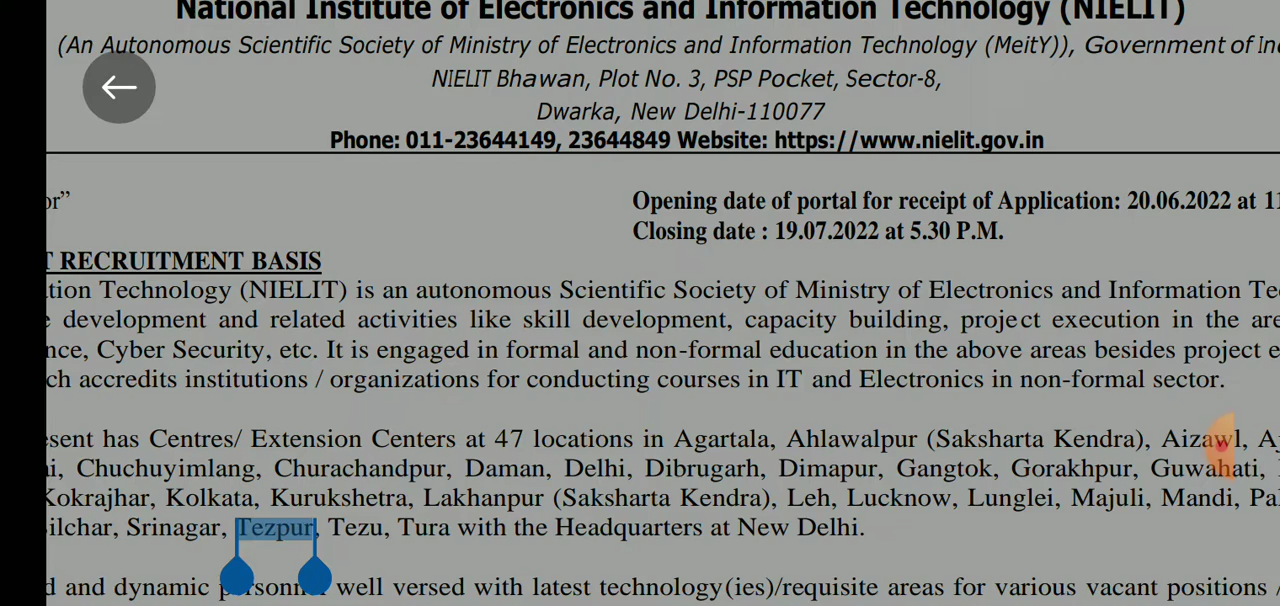 National Institute of Electronics and Information Technology (NIELIT)
(An Autonomous Scientific Society of Ministry of Electronics and Information Technology (MeitY)), Government of
NIELIT Bhawan, Plot No. 3, PSP Pocket, Sector-8,
Dwarka, New Delhi-110077
Phone: 011-23644149, 23644849 Website: https://www.nielit.gov.in
or”
Opening date of portal for receipt of Application: 20.06.2022 at 11
Closing date : 19.07.2022 at 5.30 P.M.
T RECRUITMENT BASIS
tion Technology (NIELIT) is an autonomous Scientific Society of Ministry of Electronics and Information Te
e development and related activities like skill development, capacity building, project execution in the are
nce, Cyber Security, etc. It is engaged in formal and non-formal education in the above areas besides project e
ch accredits institutions / organizations for conducting courses in IT and Electronics in non-formal sector.
esent has Centres/ Extension Centers at 47 locations in Agartala, Ahlawalpur (Saksharta Kendra), Aizawl, A
i, Chuchuyimlang, Churachandpur, Daman, Delhi, Dibrugarh, Dimapur, Gangtok, Gorakhpur, Guwahati,
Kokrajhar, Kolkata, Kurukshetra, Lakhanpur (Saksharta Kendra), Leh, Lucknow, Lunglei, Majuli, Mandi, Pa
ilchar, Srinagar, Tezpur, Tezu, Tura with the Headquarters at New Delhi.
d and dynamic personnel well versed with latest technology(ies)/requisite areas for various vacant positions /